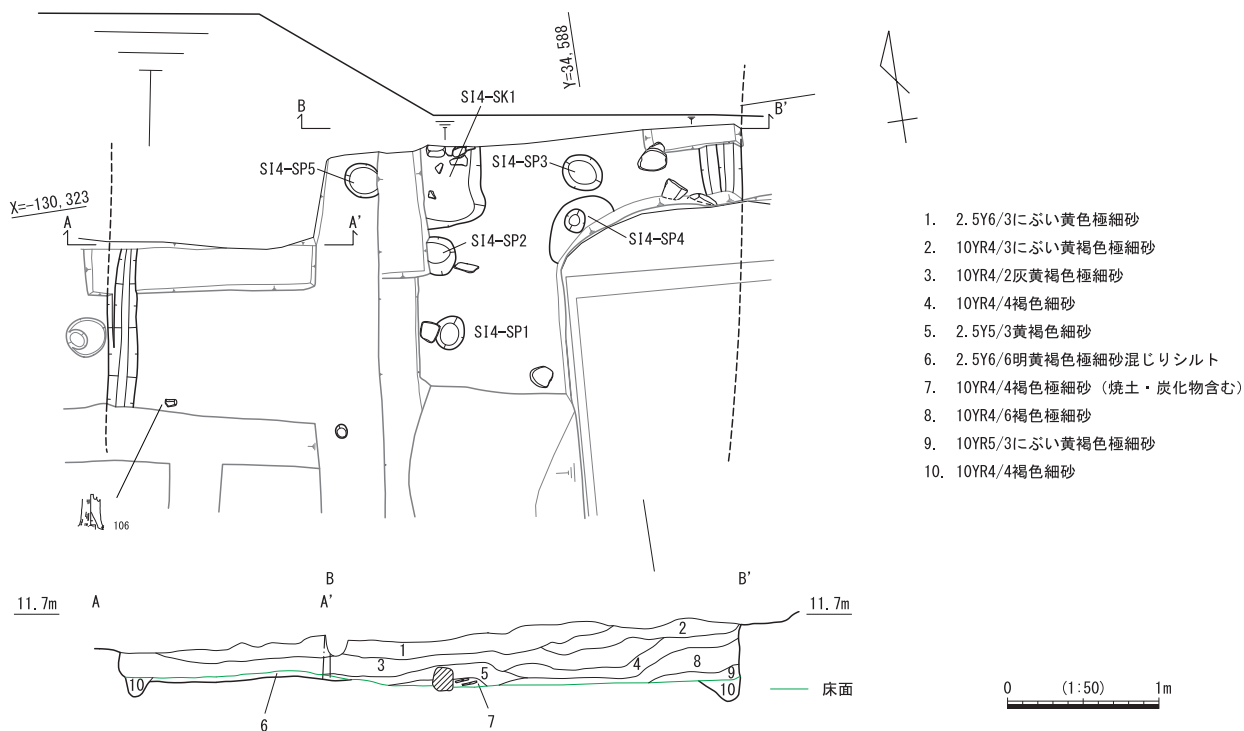 Y=34,588
SI4-SK1
B
B'
SI4-SP3
SI4-SP5
X=-130,323
A
A'
SI4-SP2
SI4-SP4
SI4-SP1
106
1. 2.5Y6/3にぶい黄色極細砂
2. 10YR4/3にぶい黄褐色極細砂
3. 10YR4/2灰黄褐色極細砂
4. 10YR4/4褐色細砂
5. 2.5Y5/3黄褐色細砂
6. 2.5Y6/6明黄褐色極細砂混じりシルト
7. 10YR4/4褐色極細砂（焼土・炭化物含む）
8. 10YR4/6褐色極細砂
9. 10YR5/3にぶい黄褐色極細砂
10. 10YR4/4褐色細砂
B
B'
11.7m
A
A'
11.7m
2
1
3
5
4
8
9
10
10
6
7
床面
0
(1:50)
1m